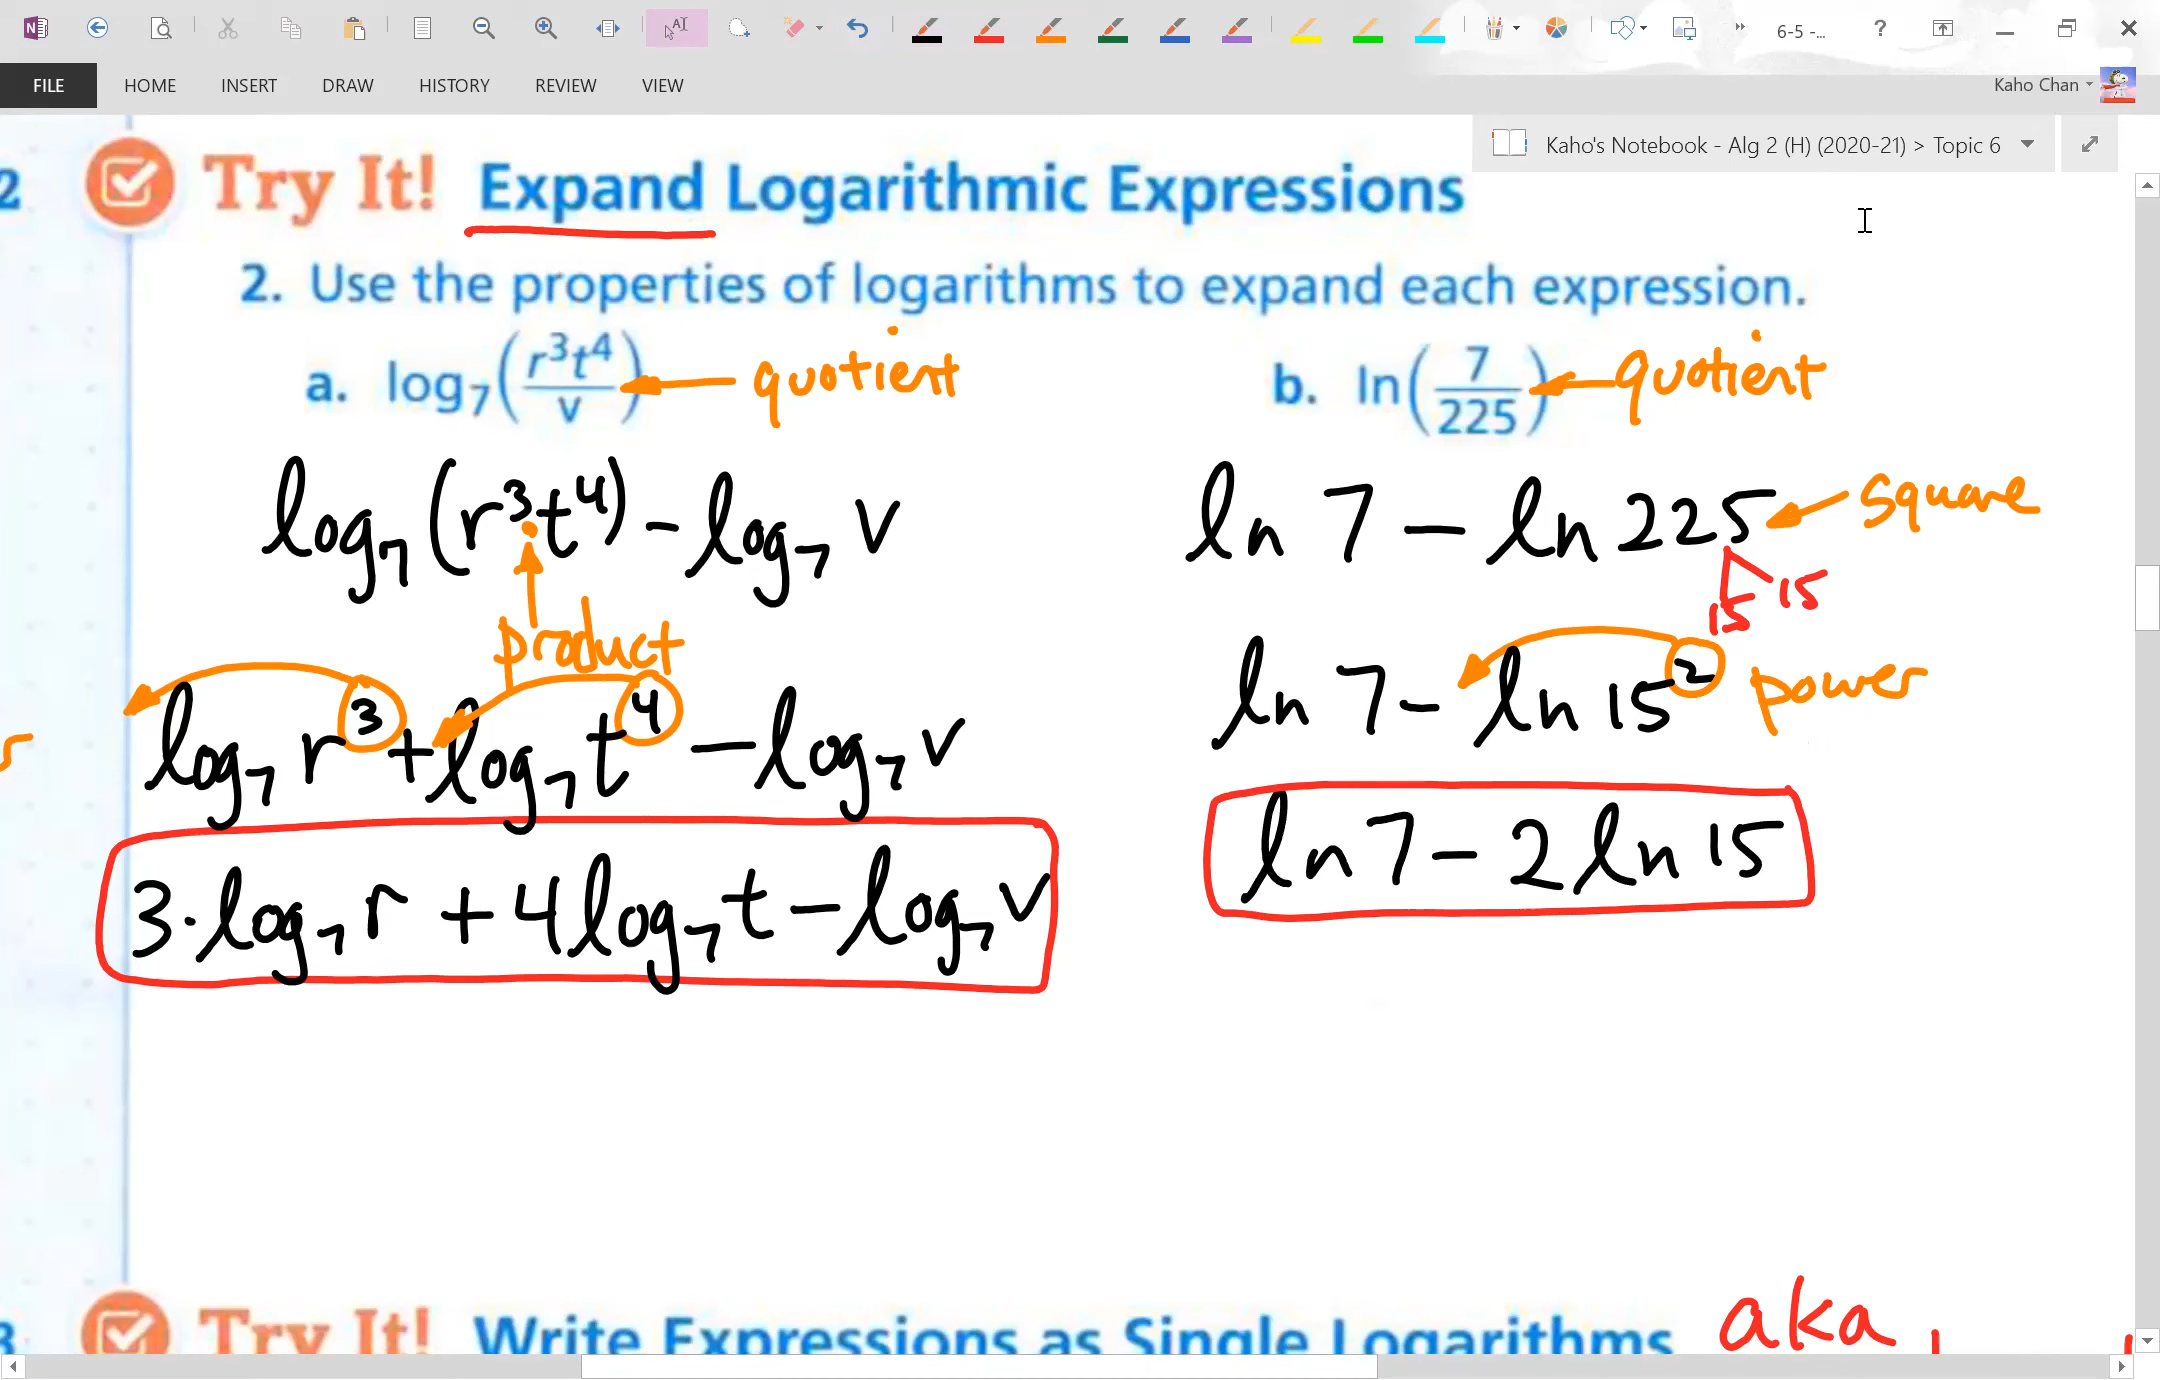 6-5 -...
FILE HOME INSERT DRAW HISTORY REVIEW VIEW
Kaho Chan
Kaho's Notebook - Alg 2 (H) (2020-21) > Topic 6
2 Try It! Expand Logarithmic Expressions
2. Use the properties of logarithms to expand each expression.
a. log₇(r³t⁴/v) ← quotient
log₇(r³·t⁴) - log₇ v
product
log₇ r³ + log₇ t⁴ - log₇ v
3·log₇ r + 4 log₇ t - log₇ v
b. ln(7/225) ← quotient
ln 7 - ln 225 ← square
15 15
ln 7 - ln 15² power
ln 7 - 2 ln 15
3 Try It! Write Expressions as Single Logarithms aka